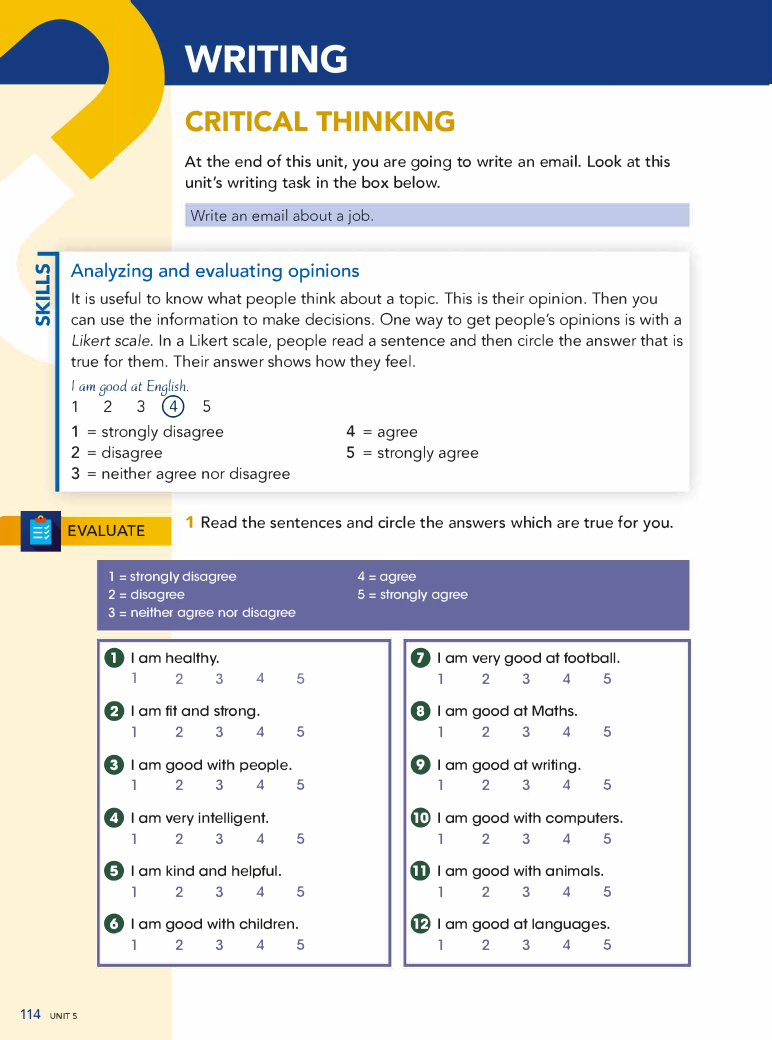 WRITING
CRITICAL THINKING
At the end of this unit, you are going to write an email. Look at this
unit's writing task in the box below.
Write an email about a job.
SKILLS
Analyzing and evaluating opinions
It is useful to know what people think about a topic. This is their opinion. Then you
can use the information to make decisions. One way to get people's opinions is with a
Likert scale. In a Likert scale, people read a sentence and then circle the answer that is
true for them. Their answer shows how they feel.
I am good at English.
1 2 3 4 5
1 = strongly disagree
2 = disagree
3 = neither agree nor disagree
4 = agree
5 = strongly agree
EVALUATE
1 Read the sentences and circle the answers which are true for you.
1 = strongly disagree
2 = disagree
3 = neither agree nor disagree
4 = agree
5 = strongly agree
1 I am healthy.
1 2 3 4 5
2 I am fit and strong.
1 2 3 4 5
3 I am good with people.
1 2 3 4 5
4 I am very intelligent.
1 2 3 4 5
5 I am kind and helpful.
1 2 3 4 5
6 I am good with children.
1 2 3 4 5
7 I am very good at football.
1 2 3 4 5
8 I am good at Maths.
1 2 3 4 5
9 I am good at writing.
1 2 3 4 5
10 I am good with computers.
1 2 3 4 5
11 I am good with animals.
1 2 3 4 5
12 I am good at languages.
1 2 3 4 5
114 UNIT 5